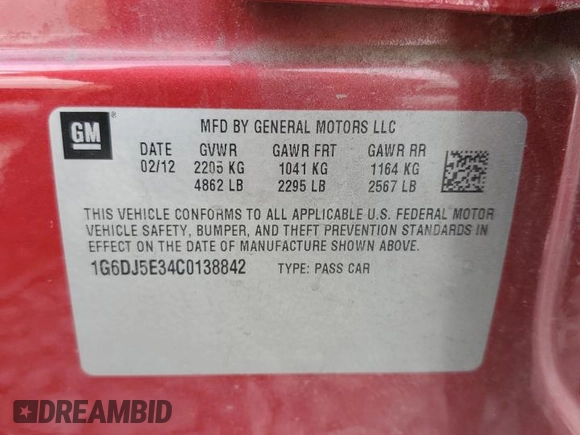 GM
MFD BY GENERAL MOTORS LLC
DATE GVWR GAWR FRT GAWR RR
02/12 2205 KG 1041 KG 1164 KG
4862 LB 2295 LB 2567 LB
THIS VEHICLE CONFORMS TO ALL APPLICABLE U.S. FEDERAL MOTOR
VEHICLE SAFETY, BUMPER, AND THEFT PREVENTION STANDARDS IN
EFFECT ON THE DATE OF MANUFACTURE SHOWN ABOVE.
1G6DJ5E34C0138842 TYPE: PASS CAR
DREAMBID